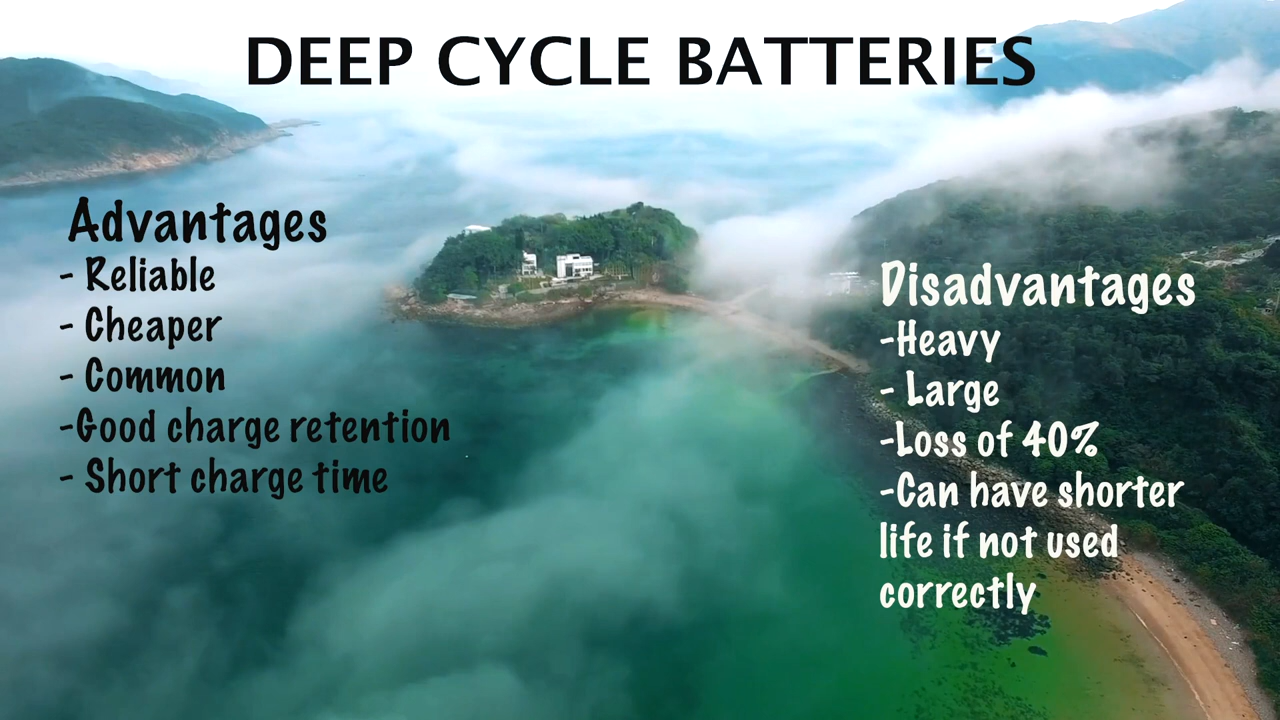 DEEP CYCLE BATTERIES
Advantages
- Reliable
- Cheaper
- Common
-Good charge retention
- Short charge time
Disadvantages
-Heavy
- Large
-Loss of 40%
-Can have shorter
life if not used
correctly